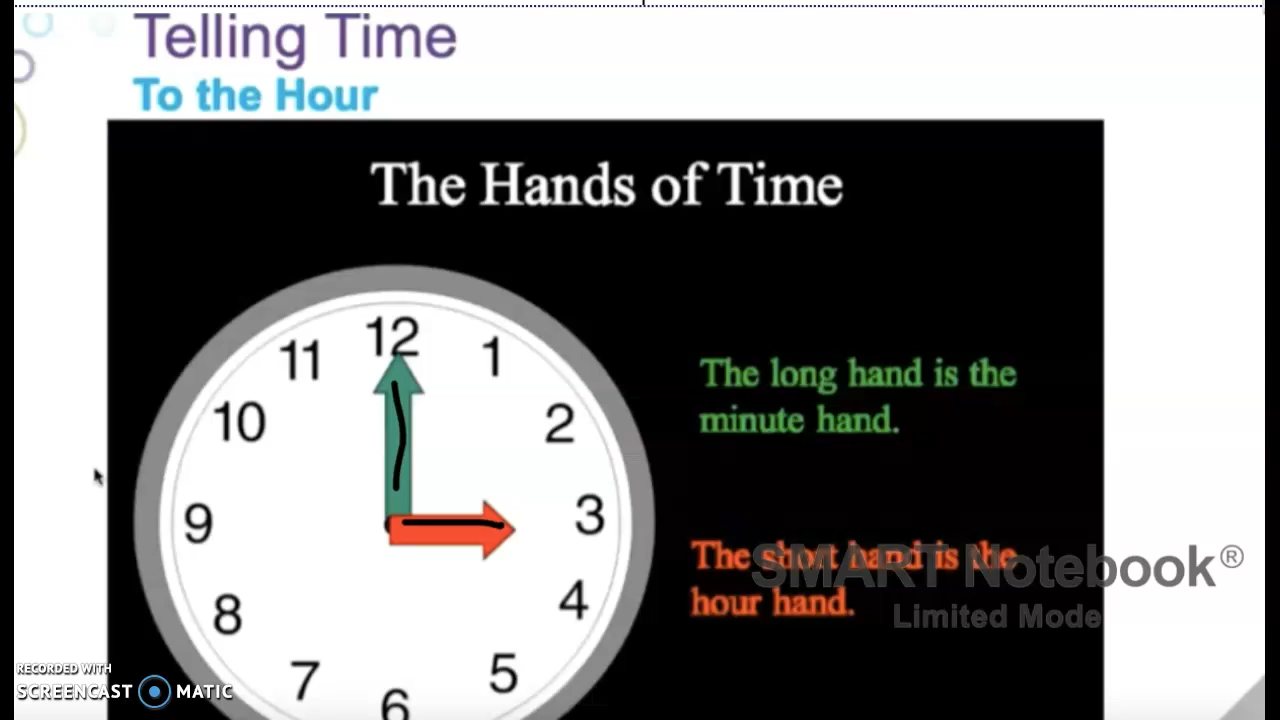 Telling Time
To the Hour
The Hands of Time
12
11
1
10
2
The long hand is the
minute hand.
9
3
The short hand is the
hour hand.
SMART Notebook®
Limited Mode
8
4
7
5
6
RECORDED WITH
SCREENCAST MATIC